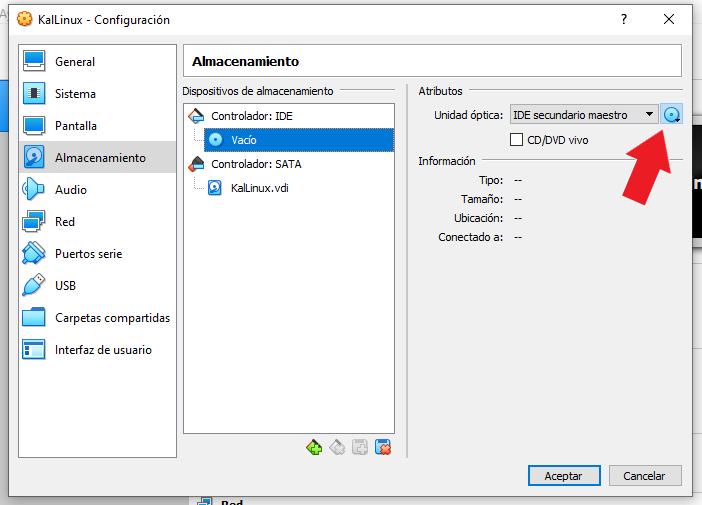 KalLinux - Configuración
?
General
Sistema
Pantalla
Almacenamiento
Audio
Red
Puertos serie
USB
Carpetas compartidas
Interfaz de usuario
Almacenamiento
Dispositivos de almacenamiento
Controlador: IDE
Vacío
Controlador: SATA
KalLinux.vdi
Atributos
Unidad óptica: IDE secundario maestro
CD/DVD vivo
Información
Tipo: --
Tamaño: --
Ubicación: --
Conectado a: --
Aceptar
Cancelar
Red